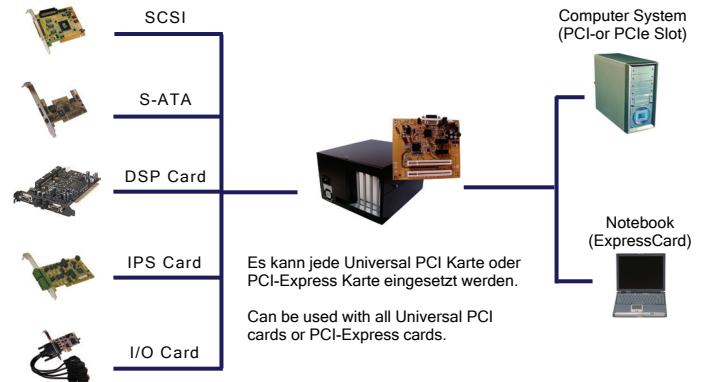 SCSI
S-ATA
DSP Card
IPS Card
I/O Card
Es kann jede Universal PCI Karte oder
PCI-Express Karte eingesetzt werden.
Can be used with all Universal PCI
cards or PCI-Express cards.
Computer System
(PCI-or PCIe Slot)
Notebook
(ExpressCard)